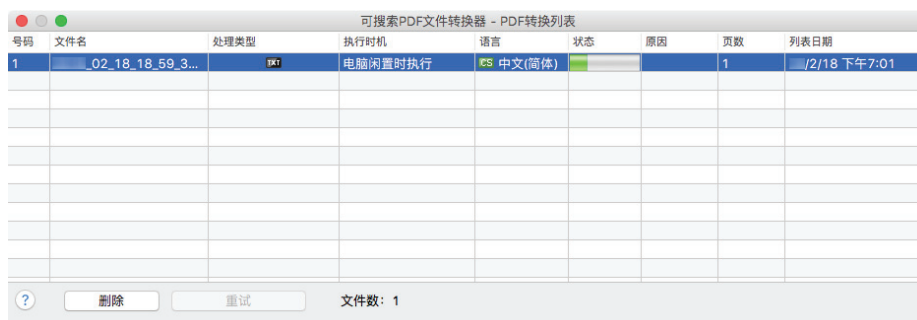 可搜索PDF文件转换器 - PDF转换列表
号码 文件名 处理类型 执行时机 语言 状态 原因 页数 列表日期
1 _02_18_18_59_3... TXT 电脑闲置时执行 CS 中文(简体) 1 /2/18 下午7:01
? 删除 重试 文件数：1